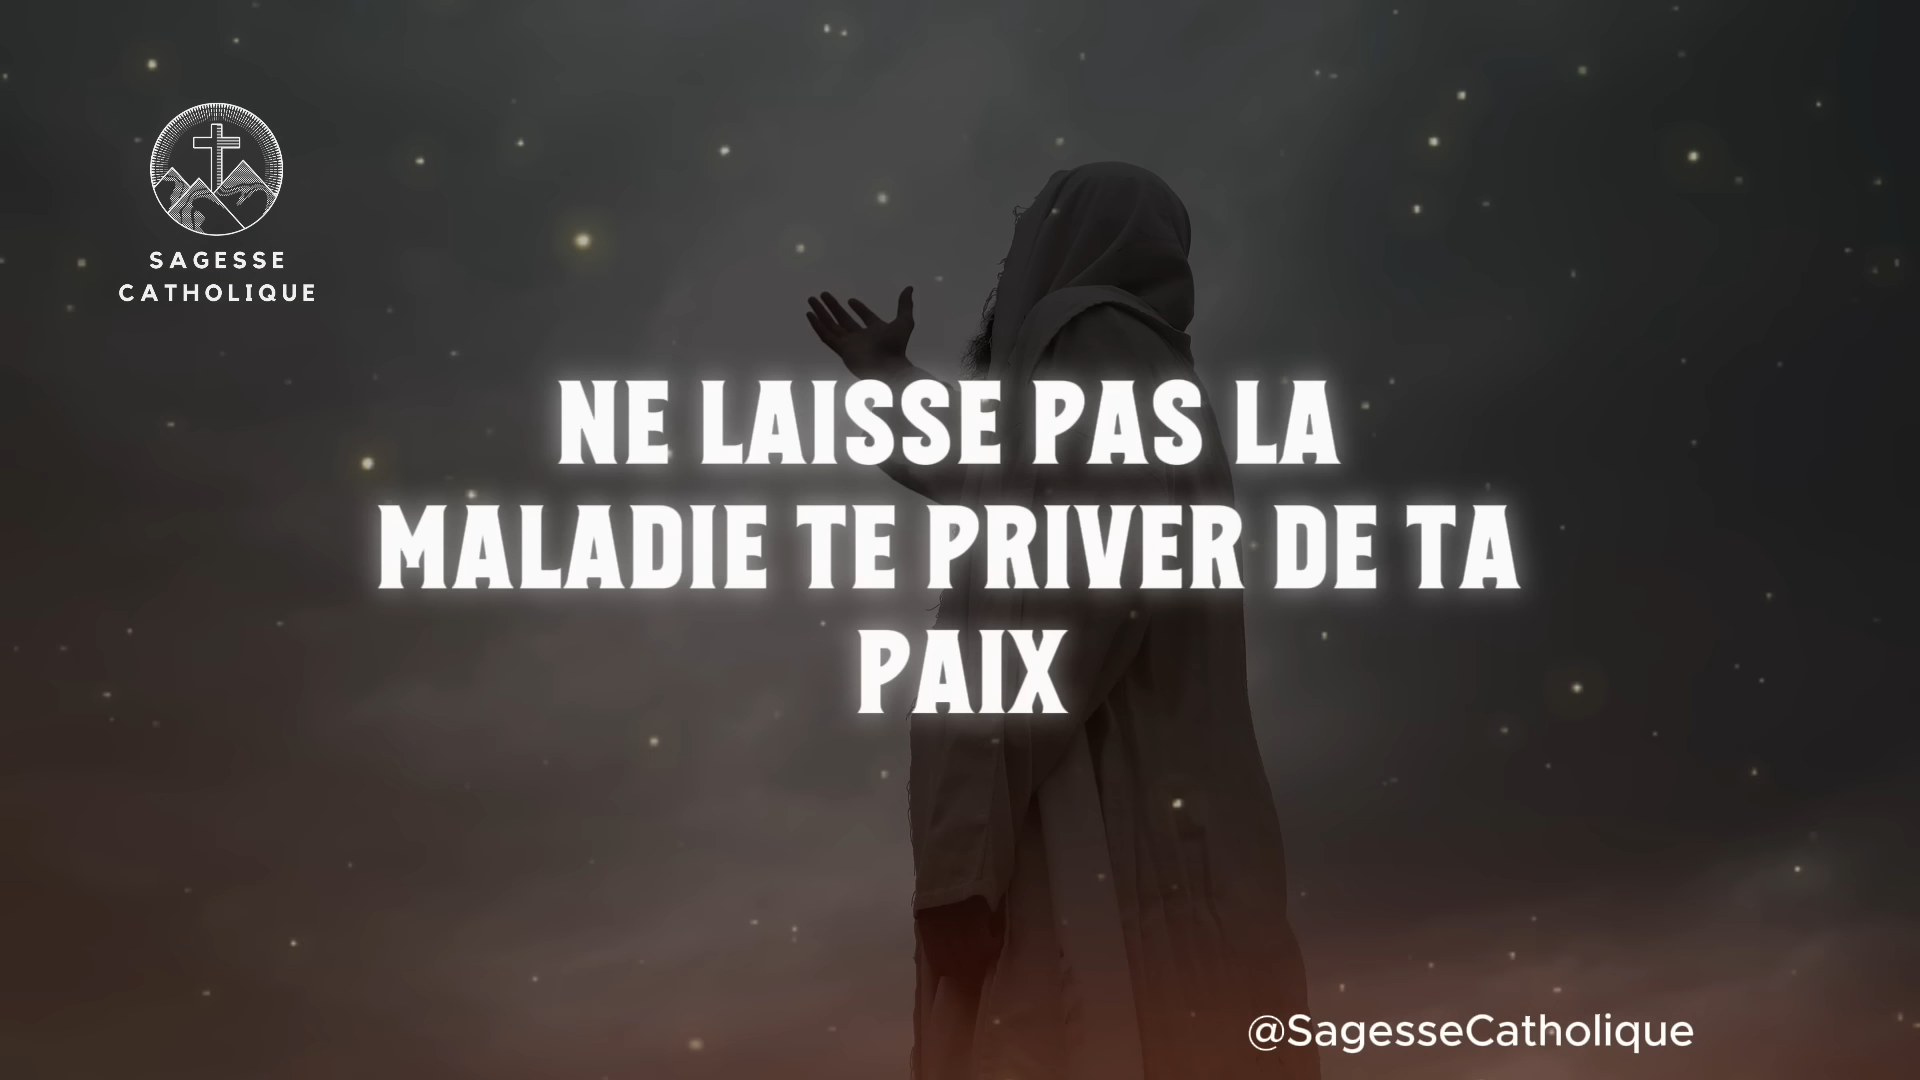 SAGESSE
CATHOLIQUE
NE LAISSE PAS LA
MALADIE TE PRIVER DE TA
PAIX
@SagesseCatholique